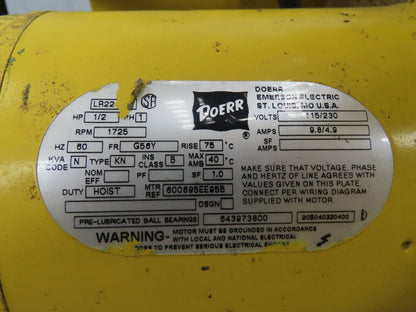 LR22
DOERR
HP 1/2 PH 1
RPM 1725
HZ 60 FR G56Y RISE 75 °C
KVA CODE N TYPE KN INS CLASS B MAX AMB 40 °C
NOM EFF PF SF 1.0
DUTY HOIST MTR REF
DSGN
PRE-LUBRICATED BALL BEARINGS 643973800
DOERR
EMERSON ELECTRIC
ST. LOUIS, MO U.S.A.
VOLTS 115/230
AMPS 9.8/4.9
SF AMPS
MAKE SURE THAT VOLTAGE, PHASE
AND HERTZ OF LINE AGREES WITH
VALUES GIVEN ON THIS PLATE
CONNECT PER WIRING DIAGRAM
SUPPLIED WITH MOTOR
WARNING- MOTOR MUST BE GROUNDED IN ACCORDANCE
WITH LOCAL AND NATIONAL ELECTRICAL
CODES TO PREVENT SERIOUS ELECTRICAL